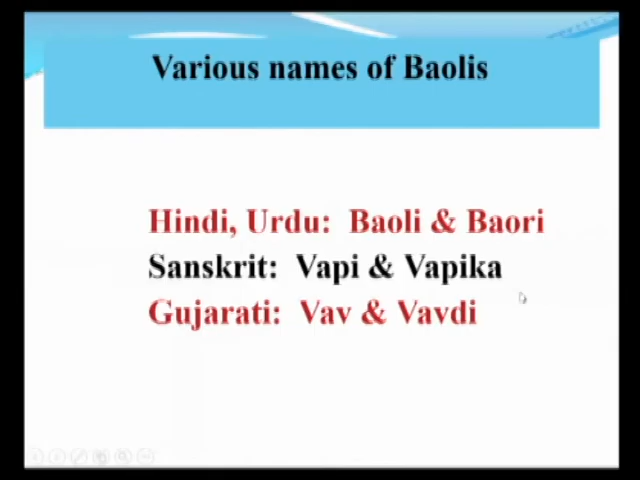 Various names of Baolis
Hindi, Urdu: Baoli & Baori
Sanskrit: Vapi & Vapika
Gujarati: Vav & Vavdi